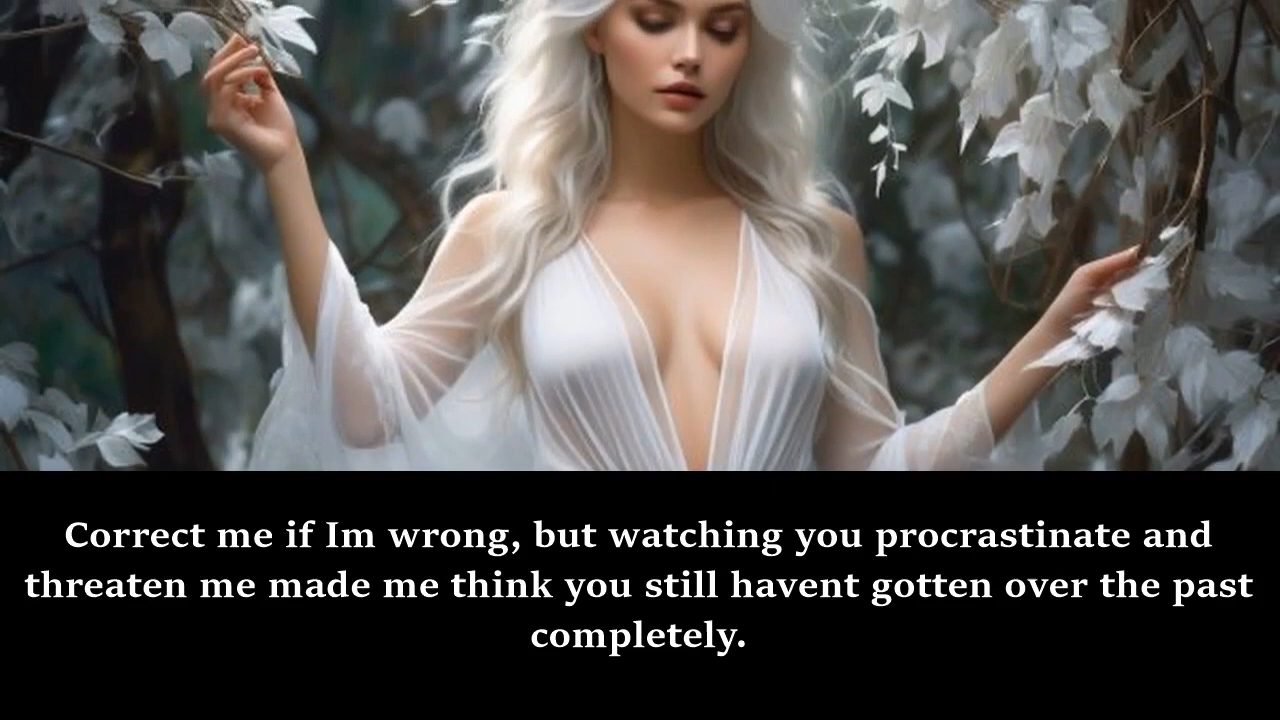 Correct me if Im wrong, but watching you procrastinate and
threaten me made me think you still havent gotten over the past
completely.